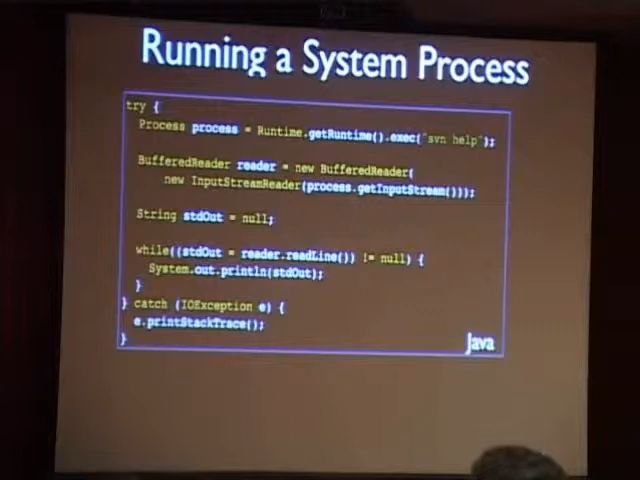 Running a System Process
try {
Process process = Runtime.getRuntime().exec("svn help");
BufferedReader reader = new BufferedReader(
new InputStreamReader(process.getInputStream()));
String stdOut = null;
while((stdOut = reader.readLine()) != null) {
System.out.println(stdOut);
}
} catch (IOException e) {
e.printStackTrace();
}
Java